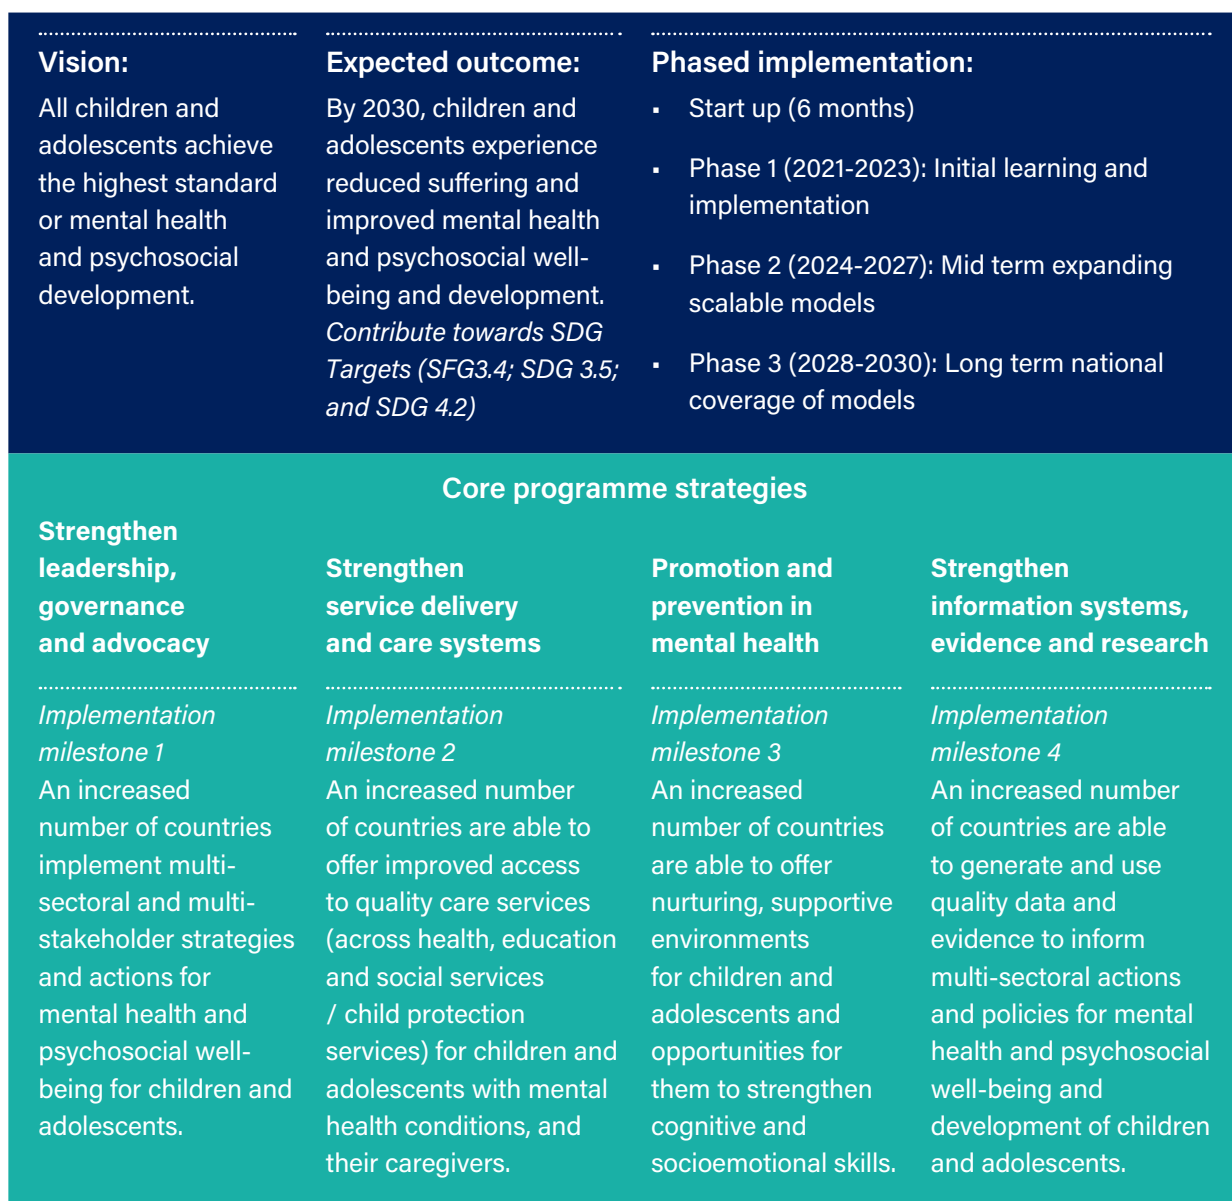 Vision:
All children and
adolescents achieve
the highest standard
or mental health
and psychosocial
development.
Expected outcome:
By 2030, children and
adolescents experience
reduced suffering and
improved mental health
and psychosocial well-
being and development.
Contribute towards SDG
Targets (SFG3.4; SDG 3.5;
and SDG 4.2)
Phased implementation:
▪ Start up (6 months)
▪ Phase 1 (2021-2023): Initial learning and
implementation
▪ Phase 2 (2024-2027): Mid term expanding
scalable models
▪ Phase 3 (2028-2030): Long term national
coverage of models
Core programme strategies
Strengthen
leadership,
governance
and advocacy
Implementation
milestone 1
An increased
number of countries
implement multi-
sectoral and multi-
stakeholder strategies
and actions for
mental health and
psychosocial well-
being for children and
adolescents.
Strengthen
service delivery
and care systems
Implementation
milestone 2
An increased number
of countries are able to
offer improved access
to quality care services
(across health, education
and social services
/ child protection
services) for children and
adolescents with mental
health conditions, and
their caregivers.
Promotion and
prevention in
mental health
Implementation
milestone 3
An increased
number of countries
are able to offer
nurturing, supportive
environments
for children and
adolescents and
opportunities for
them to strengthen
cognitive and
socioemotional skills.
Strengthen
information systems,
evidence and research
Implementation
milestone 4
An increased number
of countries are able
to generate and use
quality data and
evidence to inform
multi-sectoral actions
and policies for mental
health and psychosocial
well-being and
development of children
and adolescents.